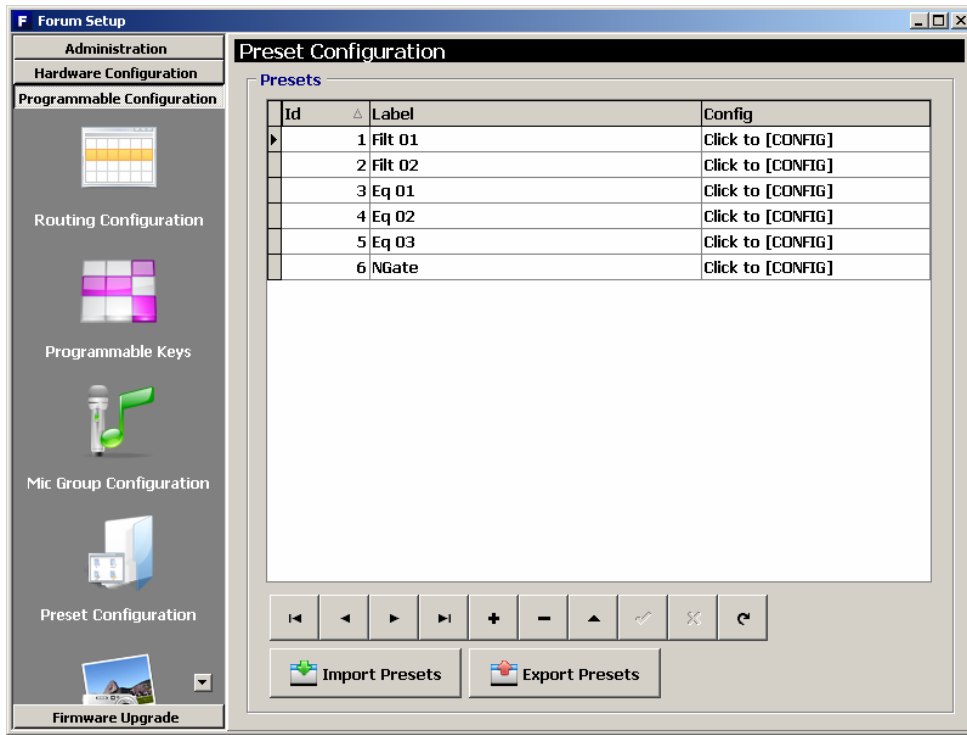 F Forum Setup
Administration
Hardware Configuration
Programmable Configuration
Routing Configuration
Programmable Keys
Mic Group Configuration
Preset Configuration
Firmware Upgrade
Preset Configuration
Presets
Id Label Config
1 Filt 01 Click to [CONFIG]
2 Filt 02 Click to [CONFIG]
3 Eq 01 Click to [CONFIG]
4 Eq 02 Click to [CONFIG]
5 Eq 03 Click to [CONFIG]
6 NGate Click to [CONFIG]
Import Presets Export Presets